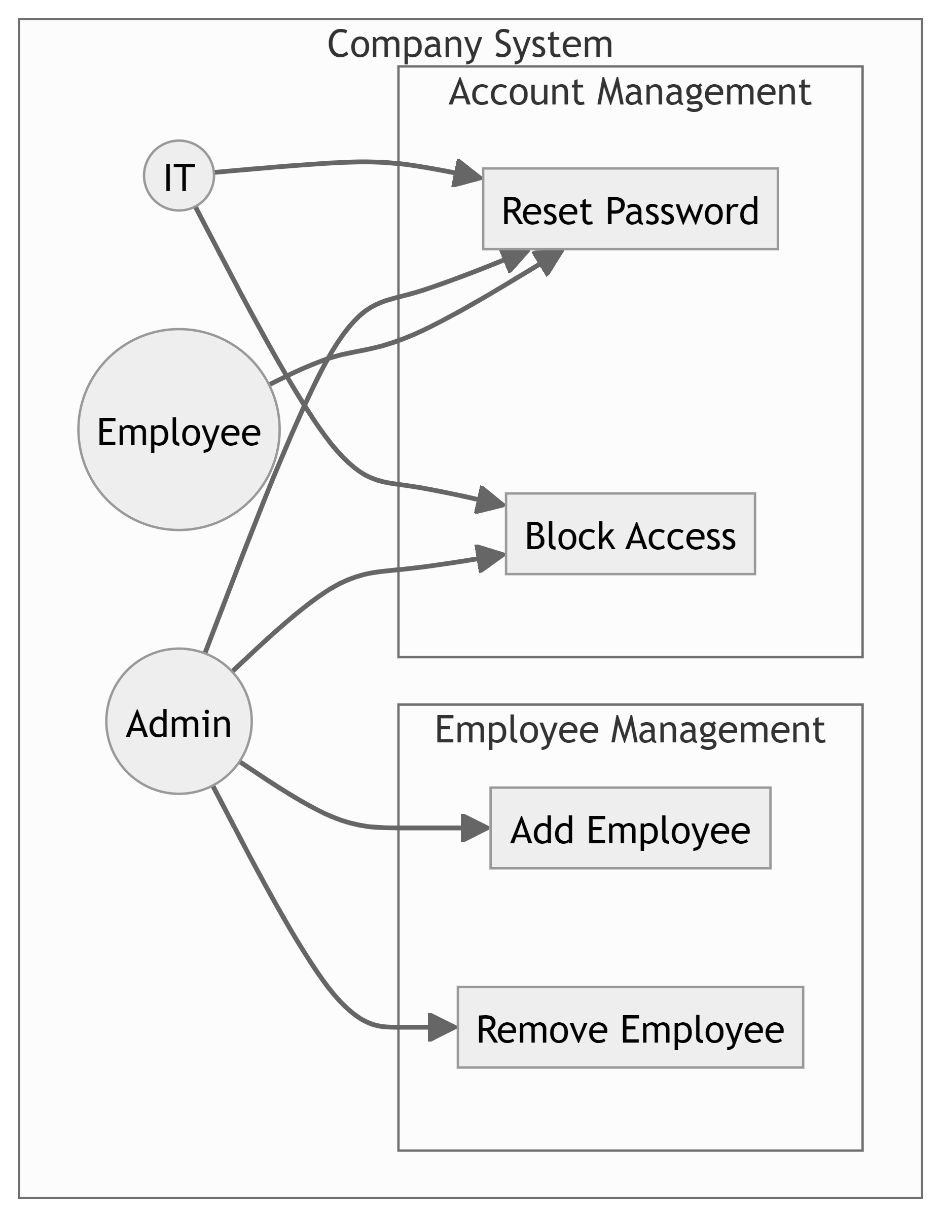 Company System
Account Management
IT
Reset Password
Employee
Block Access
Admin
Employee Management
Add Employee
Remove Employee